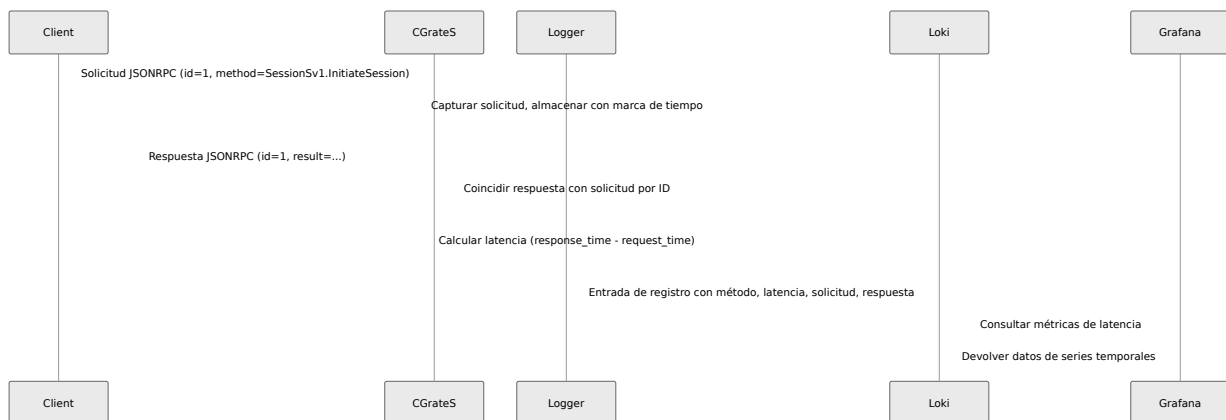 Client
CGrateS
Logger
Loki
Grafana
Solicitud JSONRPC (id=1, method=SessionSv1.InitiateSession)
Capturar solicitud, almacenar con marca de tiempo
Respuesta JSONRPC (id=1, result=...)
Coincidir respuesta con solicitud por ID
Calcular latencia (response_time - request_time)
Entrada de registro con método, latencia, solicitud, respuesta
Consultar métricas de latencia
Devolver datos de series temporales
Client
CGrateS
Logger
Loki
Grafana